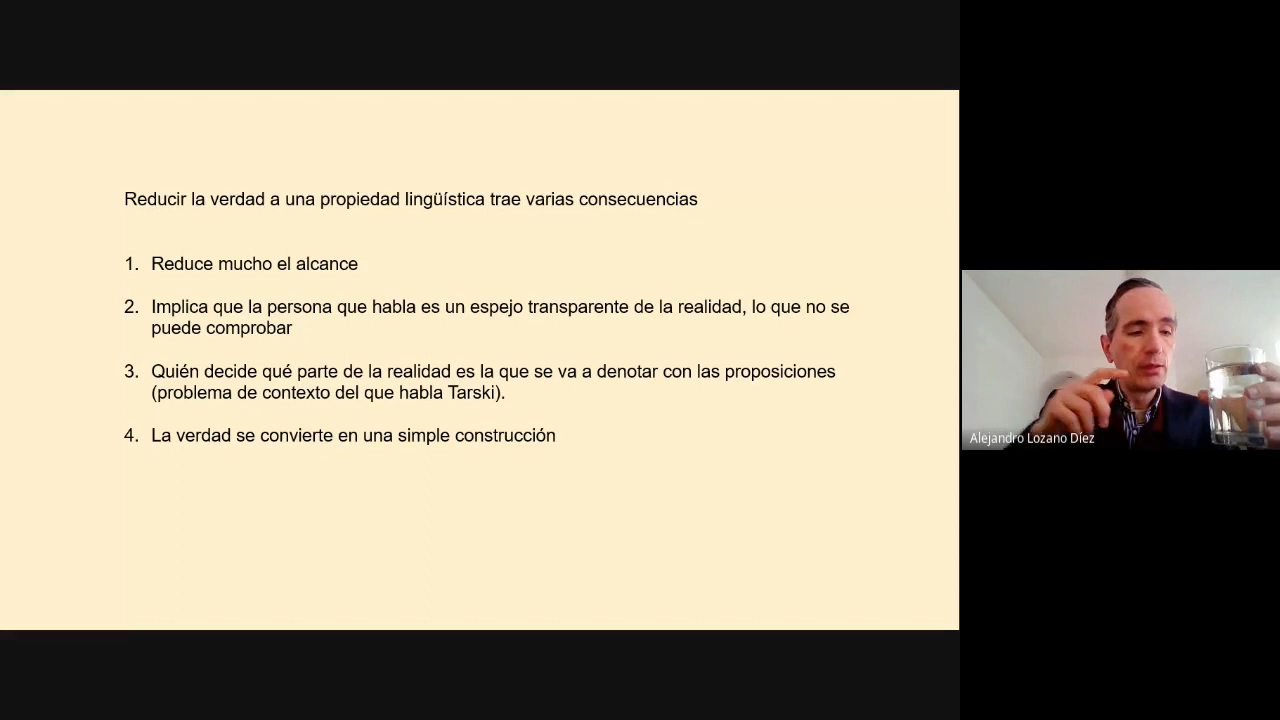 Reducir la verdad a una propiedad lingüística trae varias consecuencias
1. Reduce mucho el alcance
2. Implica que la persona que habla es un espejo transparente de la realidad, lo que no se
puede comprobar
3. Quién decide qué parte de la realidad es la que se va a denotar con las proposiciones
(problema de contexto del que habla Tarski).
4. La verdad se convierte en una simple construcción
Alejandro Lozano Díez